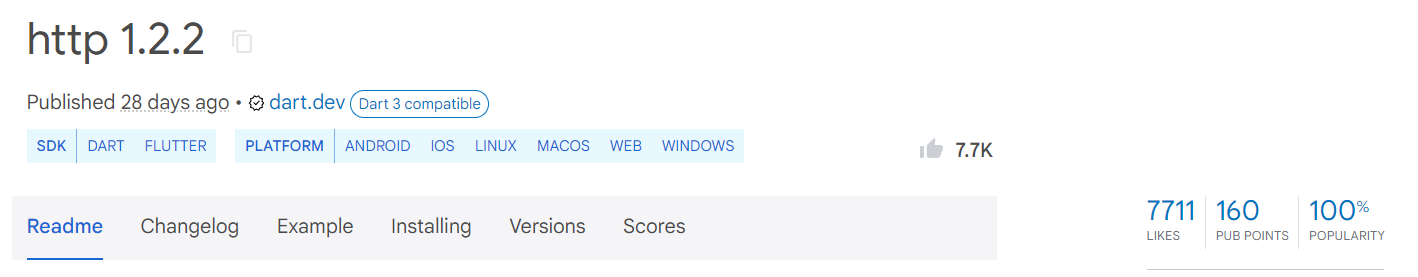 http 1.2.2
Published 28 days ago • dart.dev Dart 3 compatible
SDK DART FLUTTER PLATFORM ANDROID IOS LINUX MACOS WEB WINDOWS
7.7K
Readme Changelog Example Installing Versions Scores
7711 160 100%
LIKES PUB POINTS POPULARITY